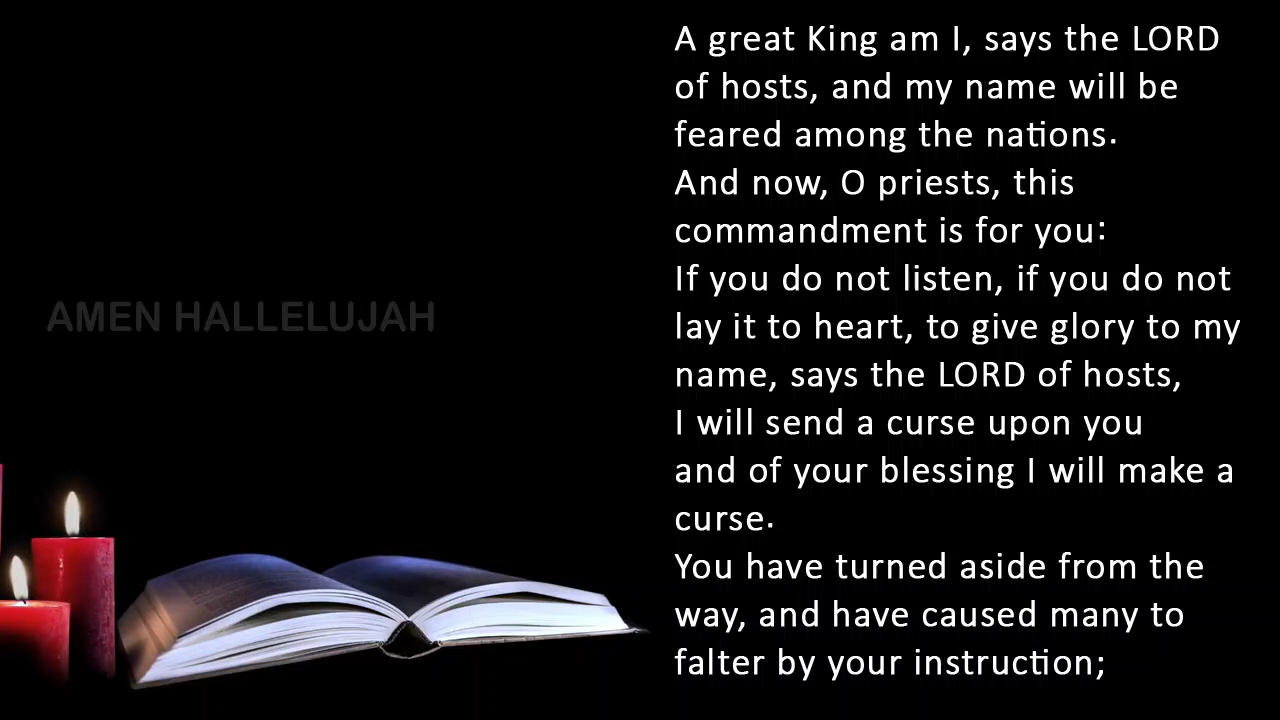 A great King am I, says the LORD
of hosts, and my name will be
feared among the nations.
And now, O priests, this
commandment is for you:
If you do not listen, if you do not
lay it to heart, to give glory to my
name, says the LORD of hosts,
I will send a curse upon you
and of your blessing I will make a
curse.
You have turned aside from the
way, and have caused many to
falter by your instruction;
AMEN HALLELUJAH